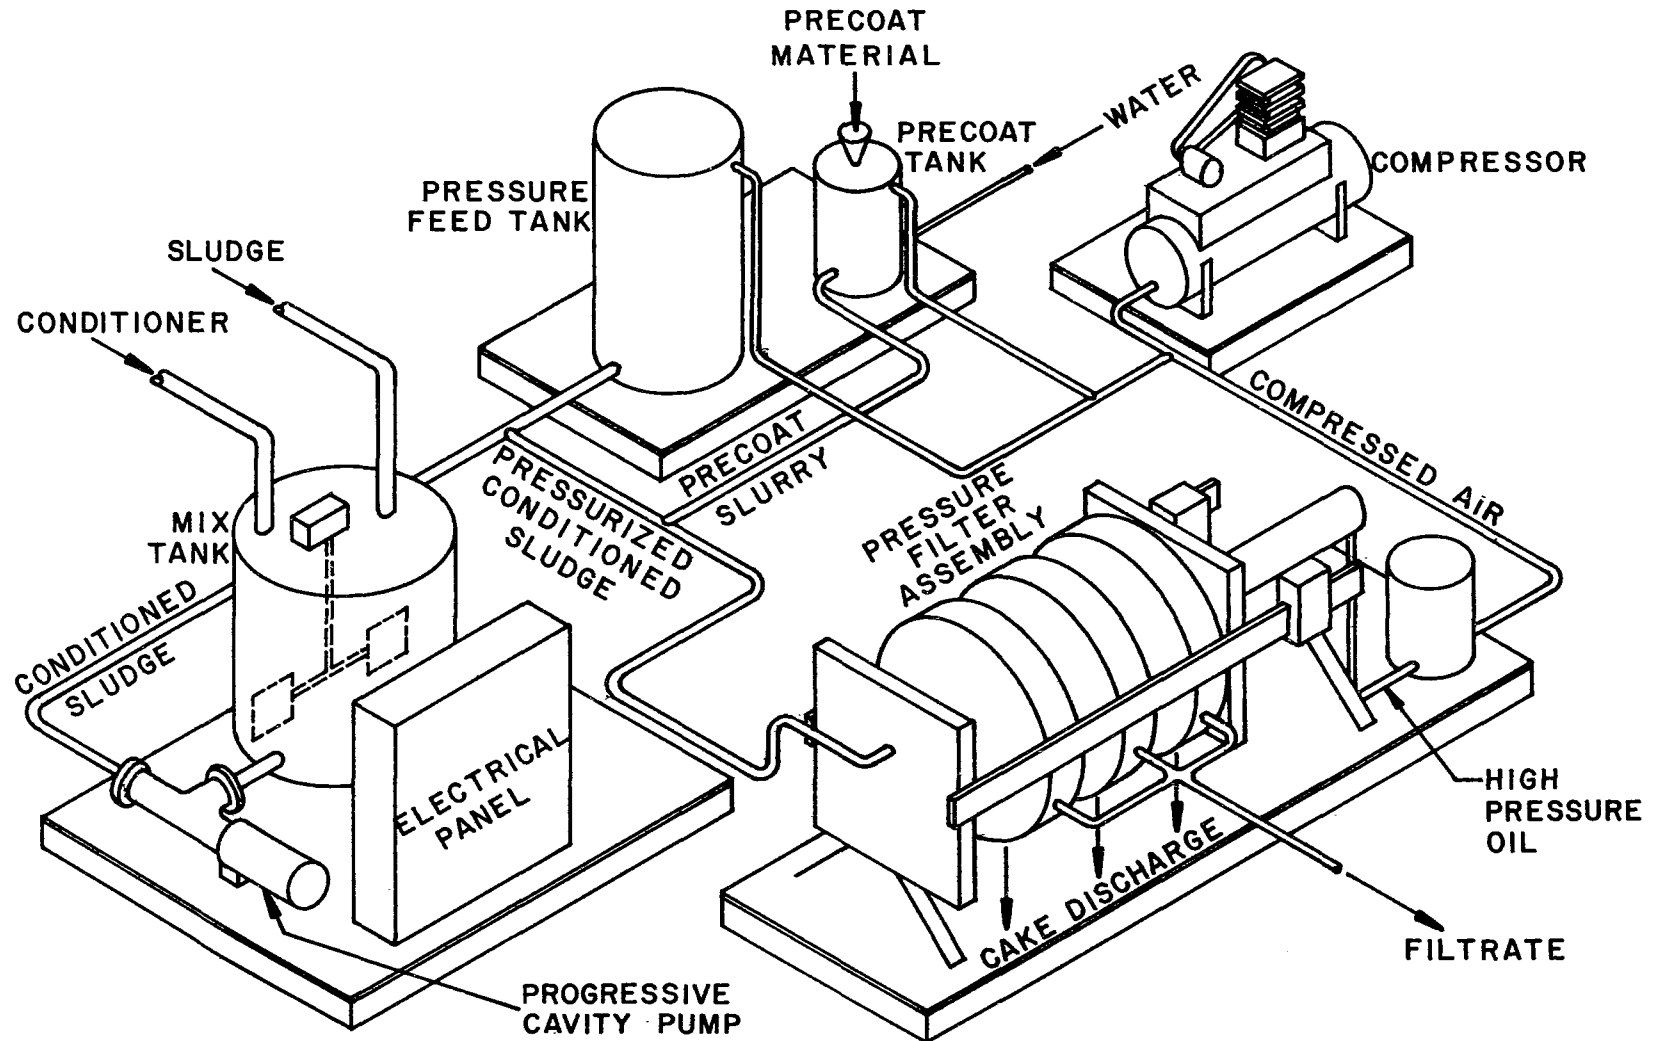 PRECOAT
MATERIAL
WATER
PRECOAT
TANK
COMPRESSOR
PRESSURE
FEED TANK
SLUDGE
CONDITIONER
COMPRESSED AiR
PRECOAT
SLURRY
PRESSURIZED
CONDITIONED
SLUDGE
PRESSURE
FILTER
ASSEMBLY
MIX
TANK
CONDITIONED
SLUDGE
ELECTRICAL
PANEL
HIGH
PRESSURE
OIL
CAKE DISCHARGE
FILTRATE
PROGRESSIVE
CAVITY PUMP